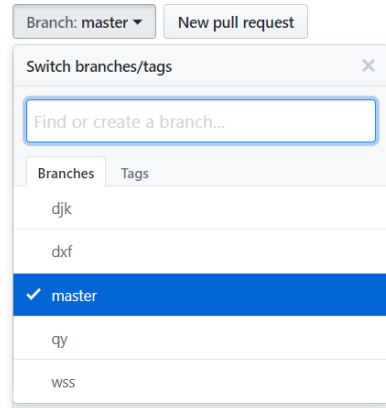 Branch: master New pull request
Switch branches/tags
Find or create a branch...
Branches Tags
djk
dxf
master
qy
wss